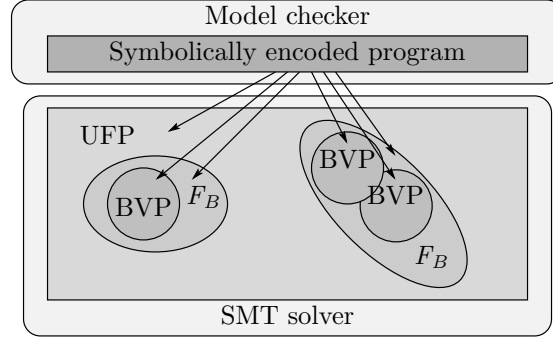 Model checker
Symbolically encoded program
UFP
BVP
BVP
F_B
BVP
F_B
SMT solver